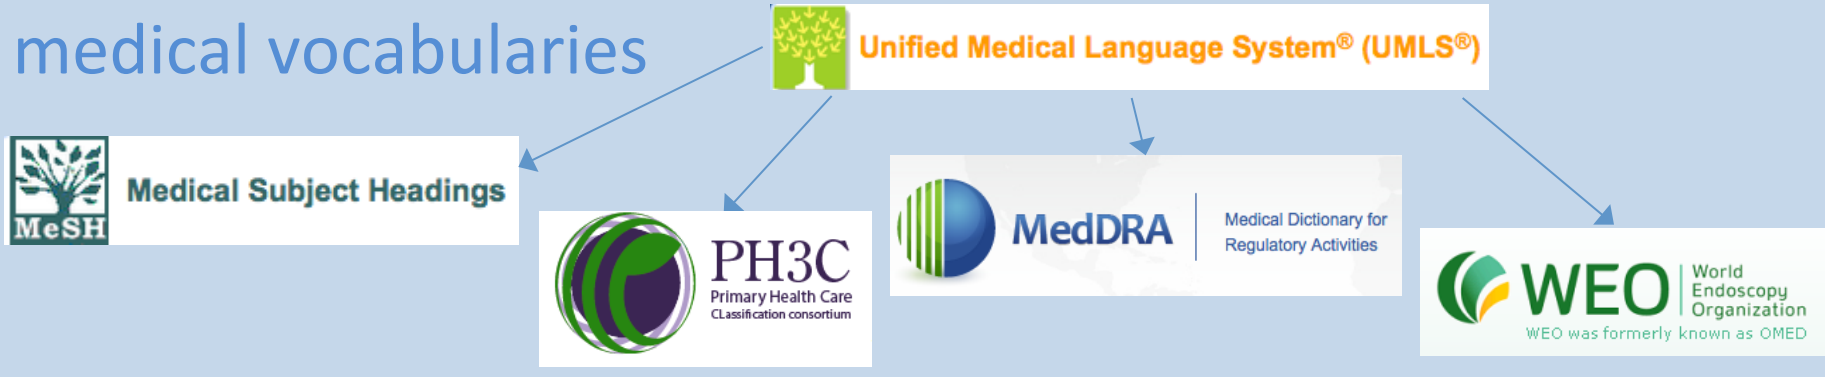 medical vocabularies
Unified Medical Language System® (UMLS®)
MeSH
Medical Subject Headings
PH3C
Primary Health Care
CLassification consortium
MedDRA
Medical Dictionary for
Regulatory Activities
WEO
World
Endoscopy
Organization
WEO was formerly known as OMED